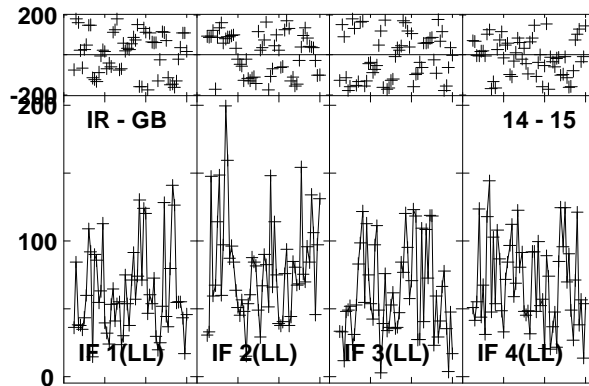 200
-200
200
IR - GB
14 - 15
100
IF 1(LL)
IF 2(LL)
IF 3(LL)
IF 4(LL)
0